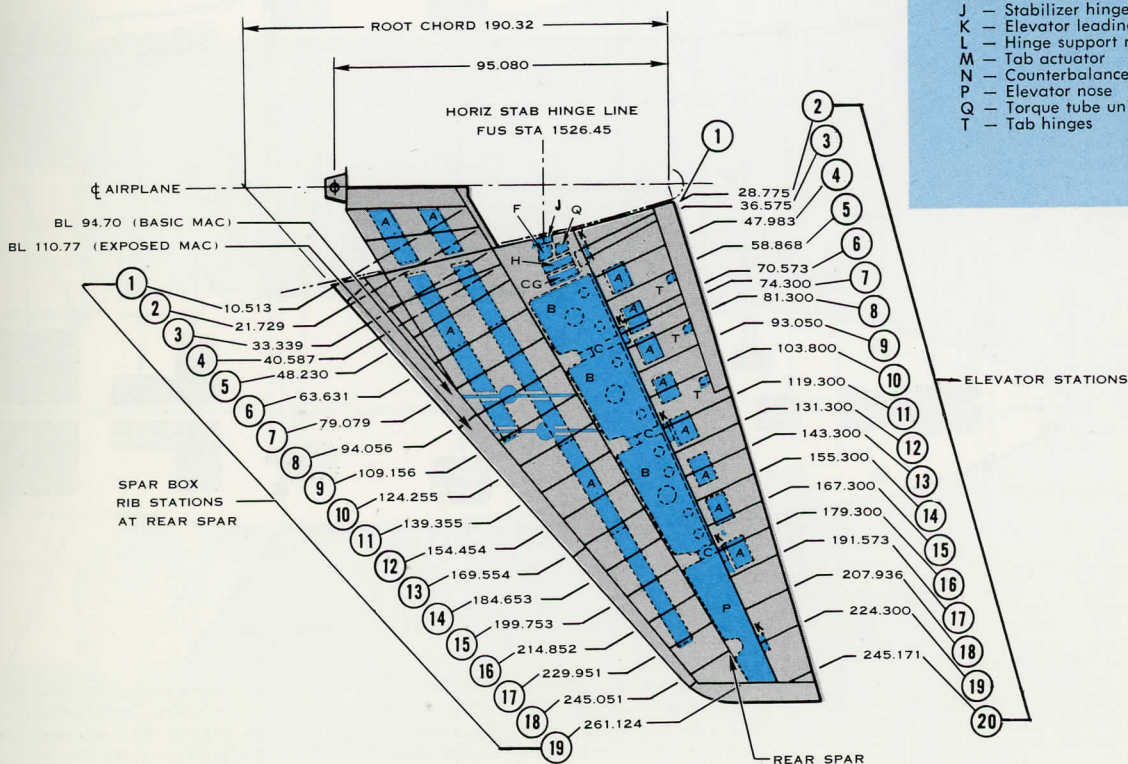 ROOT CHORD 190.32
95.080
HORIZ STAB HINGE LINE
FUS STA 1526.45
J — Stabilizer hinge
K — Elevator leading
L — Hinge support
M — Tab actuator
N — Counterbalance
P — Elevator nose
Q — Torque tube
T — Tab hinges
℄ AIRPLANE
BL 94.70 (BASIC MAC)
BL 110.77 (EXPOSED MAC)
1 10.513
2 21.729
3 33.339
4 40.587
5 48.230
6 63.631
7 79.079
8 94.056
9 109.156
10 124.255
11 139.355
12 154.454
13 169.554
14 184.653
15 199.753
16 214.852
17 229.951
18 245.051
19 261.124
SPAR BOX
RIB STATIONS
AT REAR SPAR
A A
A
A
F J Q
H
CG
B
C
B
C
B
C
P
K
K
K
K
K
A
A
A
A
A
A
A
A
T
T
T
1
28.775 2
36.575 3
47.983 4
58.868 5
70.573 6
74.300 7
81.300 8
93.050 9
103.800 10
119.300 11
131.300 12
143.300 13
155.300 14
167.300 15
179.300 16
191.573 17
207.936 18
224.300 19
245.171 20
ELEVATOR STATIONS
REAR SPAR